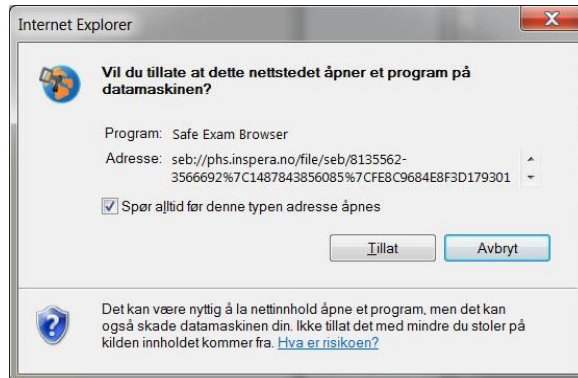 Internet Explorer
Vil du tillate at dette nettstedet åpner et program på
datamaskinen?
Program: Safe Exam Browser
Adresse: seb://phs.inspera.no/file/seb/8135562-
3566692%7C1487843856085%7CFE8C9684E8F3D179301
Spør alltid før denne typen adresse åpnes
Tillat Avbryt
Det kan være nyttig å la nettinnhold åpne et program, men det kan
også skade datamaskinen din. Ikke tillat det med mindre du stoler på
kilden innholdet kommer fra. Hva er risikoen?